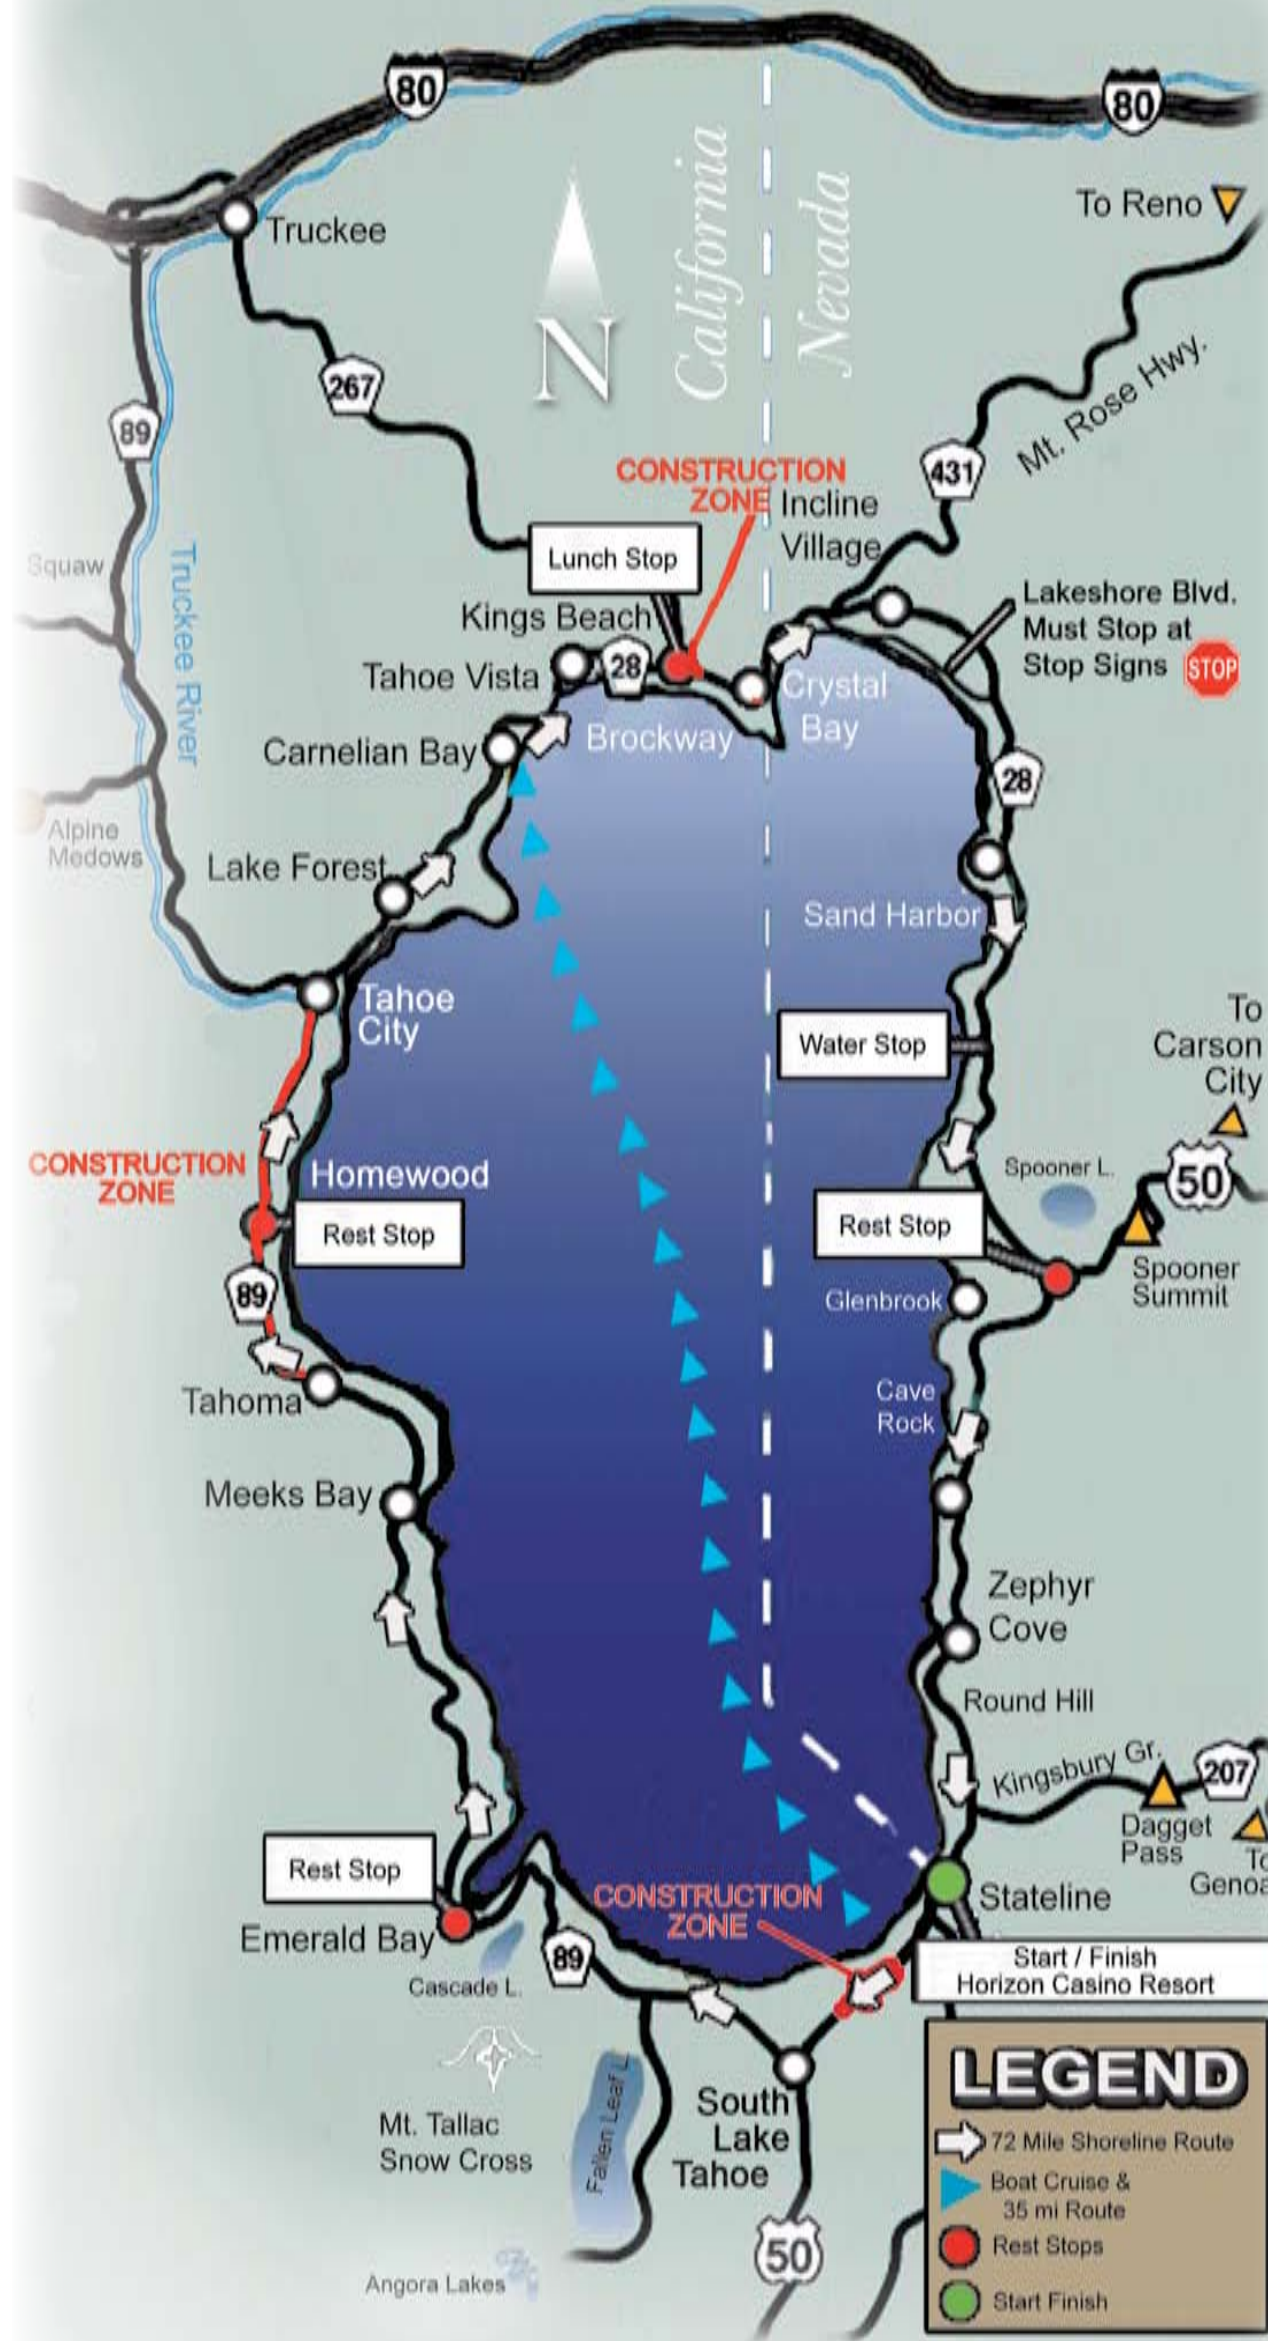 80
80
To Reno
Truckee
California
Nevada
N
267
Mt. Rose Hwy.
89
431
CONSTRUCTION
ZONE
Incline
Village
Squaw
Truckee River
Lunch Stop
Lakeshore Blvd.
Must Stop at
Stop Signs
STOP
Kings Beach
28
Tahoe Vista
Crystal
Bay
Brockway
Carnelian Bay
28
Alpine
Medows
Lake Forest
Sand Harbor
Tahoe
City
To
Carson
City
Water Stop
CONSTRUCTION
ZONE
Homewood
Spooner L.
50
Rest Stop
Rest Stop
Spooner
Summit
89
Glenbrook
Tahoma
Cave
Rock
Meeks Bay
Zephyr
Cove
Round Hill
Kingsbury Gr.
207
Dagget
Pass
Rest Stop
CONSTRUCTION
ZONE
Stateline
Emerald Bay
89
Cascade L.
Start / Finish
Horizon Casino Resort
Mt. Tallac
Snow Cross
Fallen Leaf L.
South
Lake
Tahoe
50
Angora Lakes
LEGEND
72 Mile Shoreline Route
Boat Cruise &
35 mi Route
Rest Stops
Start Finish